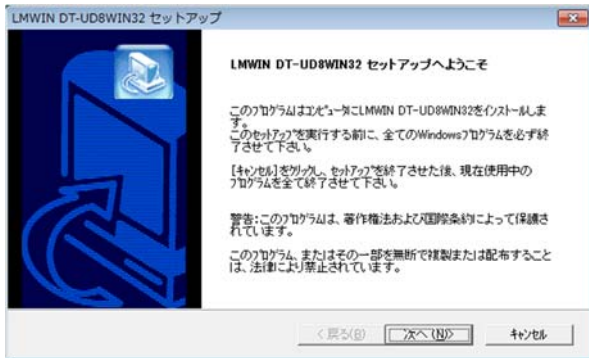 LMWIN DT-UD8WIN32 セットアップ
LMWIN DT-UD8WIN32 セットアップへようこそ
このﾌﾟﾛｸﾞﾗﾑはｺﾝﾋﾟｭｰﾀにLMWIN DT-UD8WIN32をｲﾝｽﾄｰﾙしま
す。
このｾｯﾄｱｯﾌﾟを実行する前に、全てのWindowsﾌﾟﾛｸﾞﾗﾑを必ず終
了させて下さい。
[ｷｬﾝｾﾙ]をｸﾘｯｸし、ｾｯﾄｱｯﾌﾟを終了させた後、現在使用中の
ﾌﾟﾛｸﾞﾗﾑを全て終了させて下さい。
警告:このﾌﾟﾛｸﾞﾗﾑは、著作権法および国際条約によって保護さ
れています。
このﾌﾟﾛｸﾞﾗﾑ、またはその一部を無断で複製または配布すること
は、法律により禁止されています。
< 戻る(B) 次へ(N)> ｷｬﾝｾﾙ